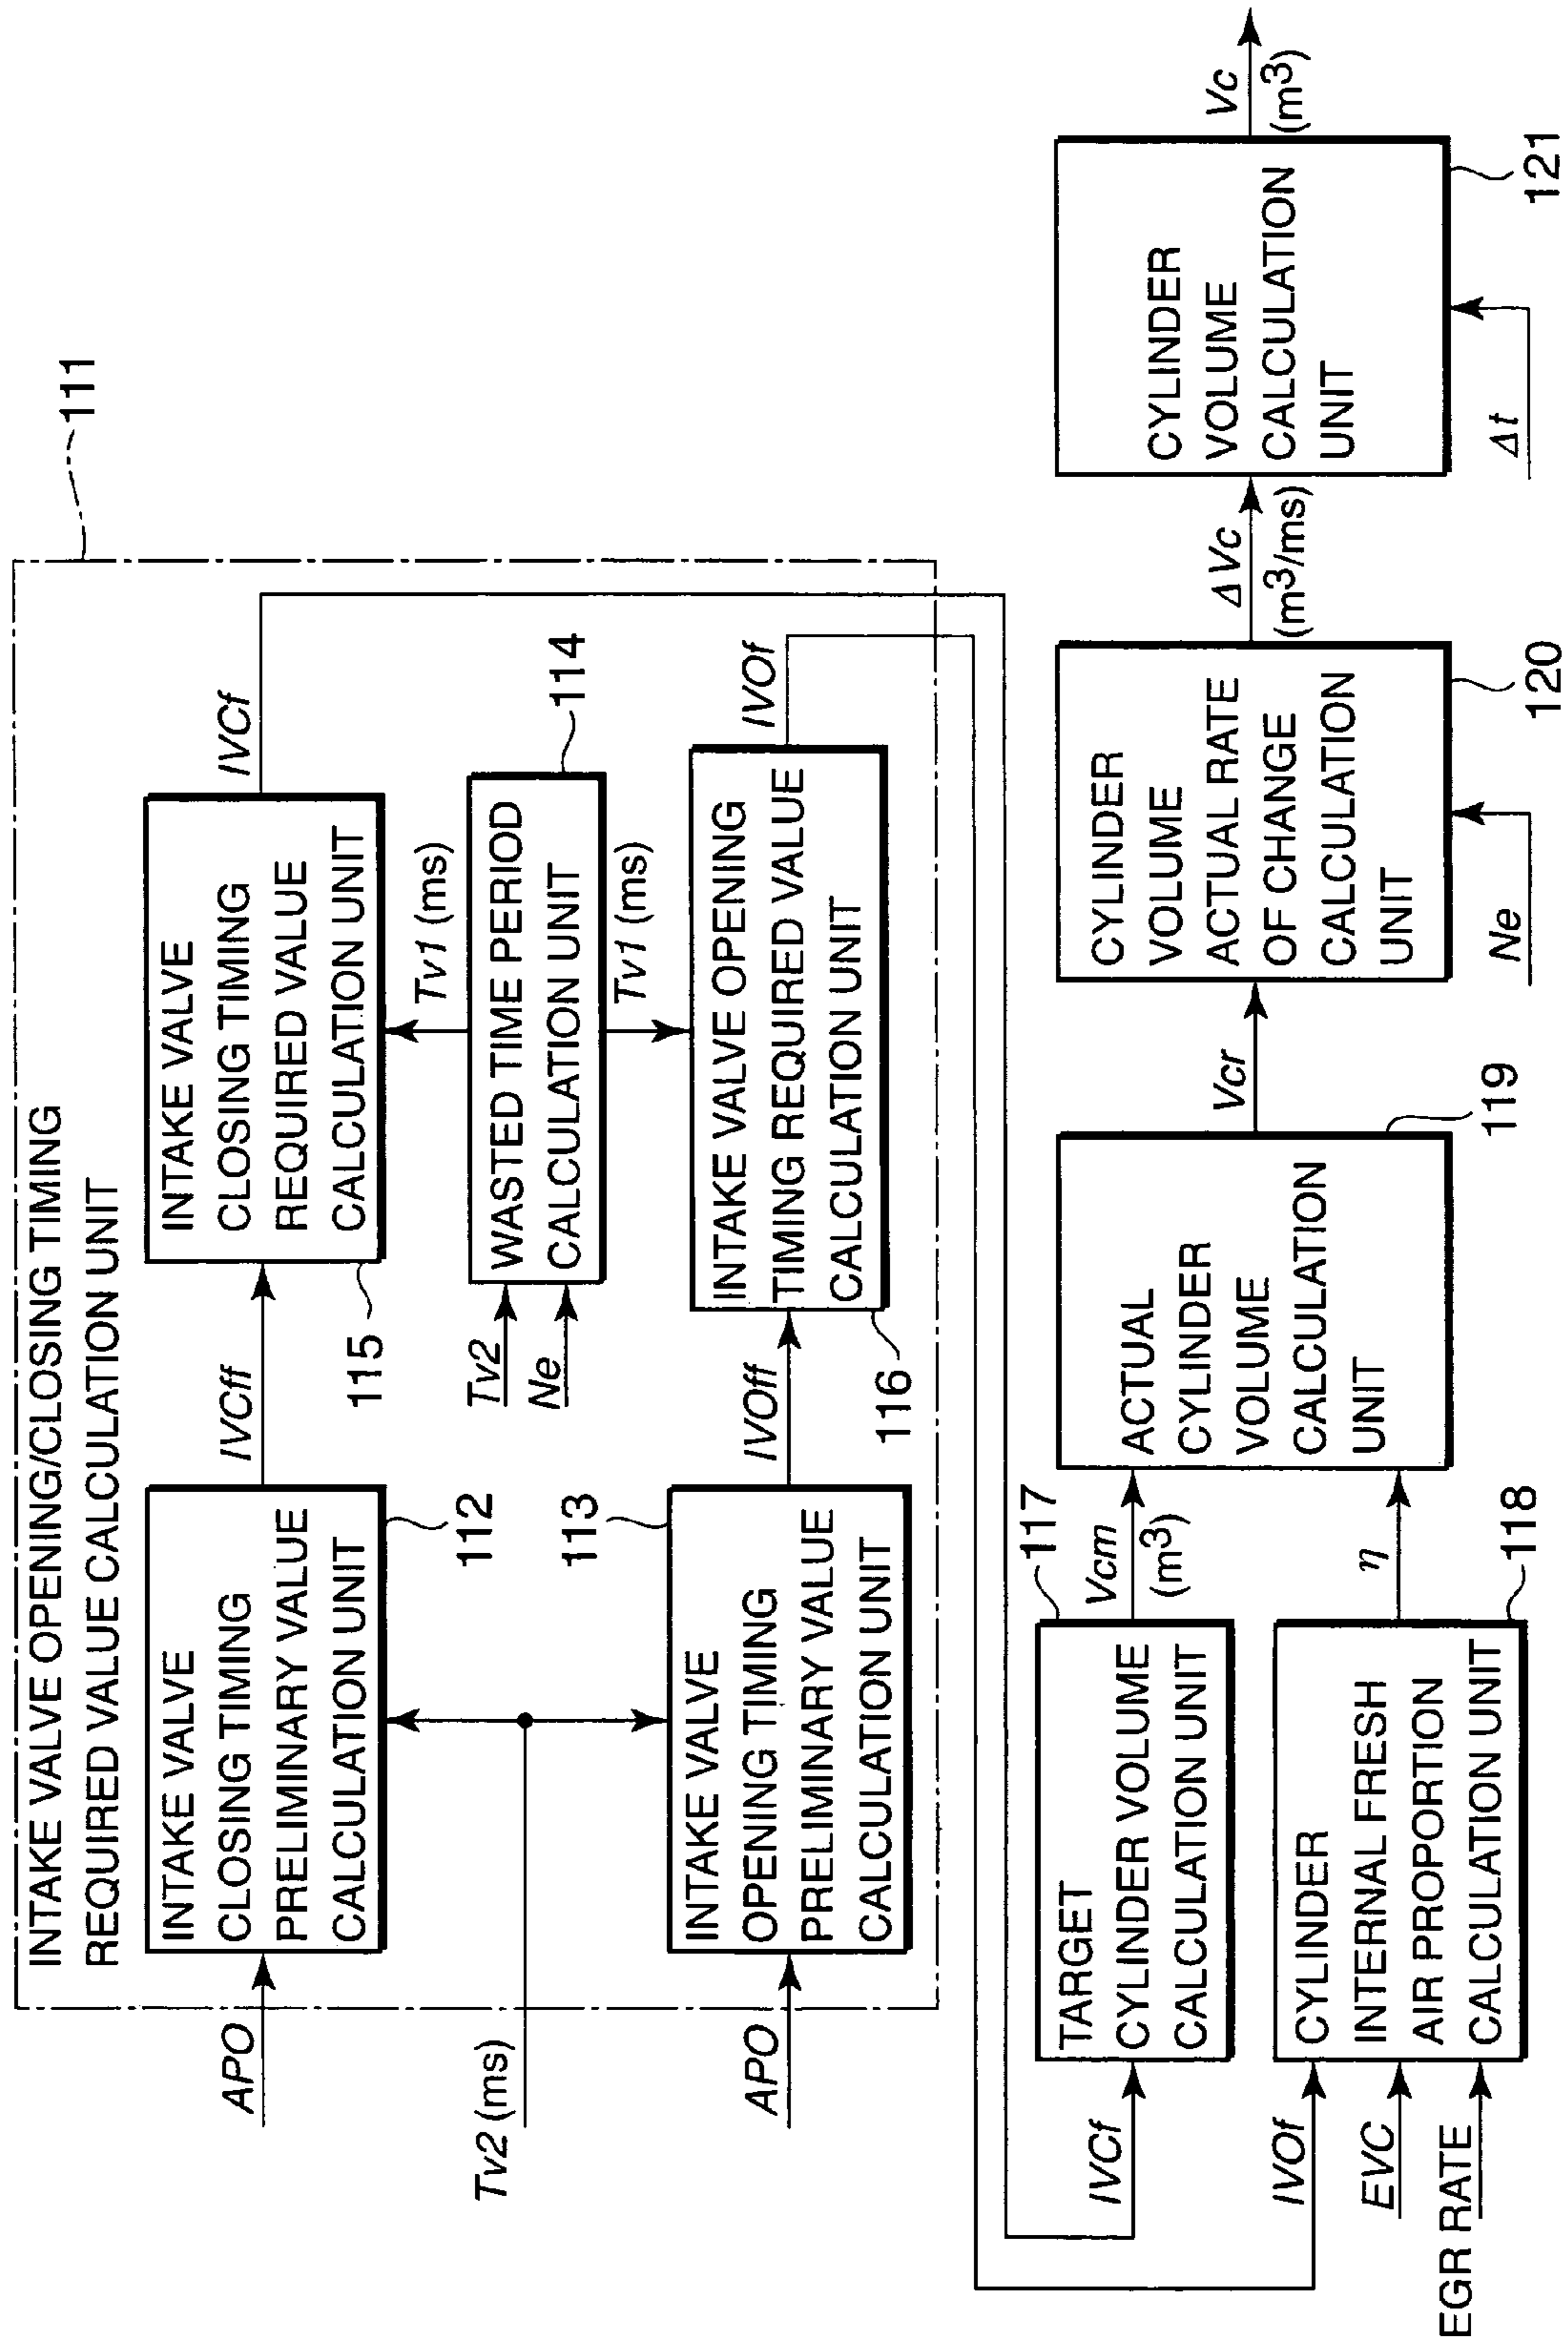 INTAKE VALVE OPENING/CLOSING TIMING
REQUIRED VALUE CALCULATION UNIT
111
APO
INTAKE VALVE
CLOSING TIMING
PRELIMINARY VALUE
CALCULATION UNIT
112
IVCff
INTAKE VALVE
CLOSING TIMING
REQUIRED VALUE
CALCULATION UNIT
115
IVCf
Tv2 (ms)
Tv2
Ne
Tv1 (ms)
WASTED TIME PERIOD
CALCULATION UNIT
114
Tv1 (ms)
APO
INTAKE VALVE
OPENING TIMING
PRELIMINARY VALUE
CALCULATION UNIT
113
IVOff
INTAKE VALVE OPENING
TIMING REQUIRED VALUE
CALCULATION UNIT
116
IVOf
IVCf
TARGET
CYLINDER VOLUME
CALCULATION UNIT
117
Vcm
(m³)
IVOf
EVC
EGR RATE
CYLINDER
INTERNAL FRESH
AIR PROPORTION
CALCULATION UNIT
118
η
ACTUAL
CYLINDER
VOLUME
CALCULATION
UNIT
119
Vcr
CYLINDER
VOLUME
ACTUAL RATE
OF CHANGE
CALCULATION
UNIT
120
Ne
ΔVc
(m³/ms)
CYLINDER
VOLUME
CALCULATION
UNIT
121
Δt
Vc
(m³)